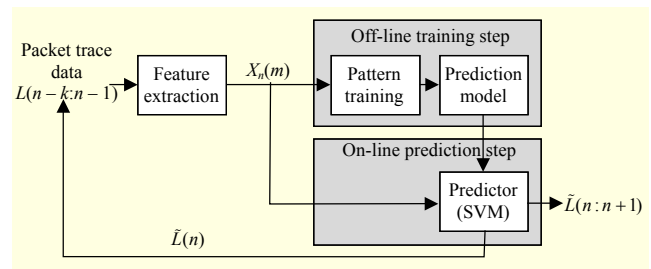 Packet trace
data
L(n–k:n–1)
Feature
extraction
Xₙ(m)
Off-line training step
Pattern
training
Prediction
model
On-line prediction step
Predictor
(SVM)
L̃(n:n+1)
L̃(n)